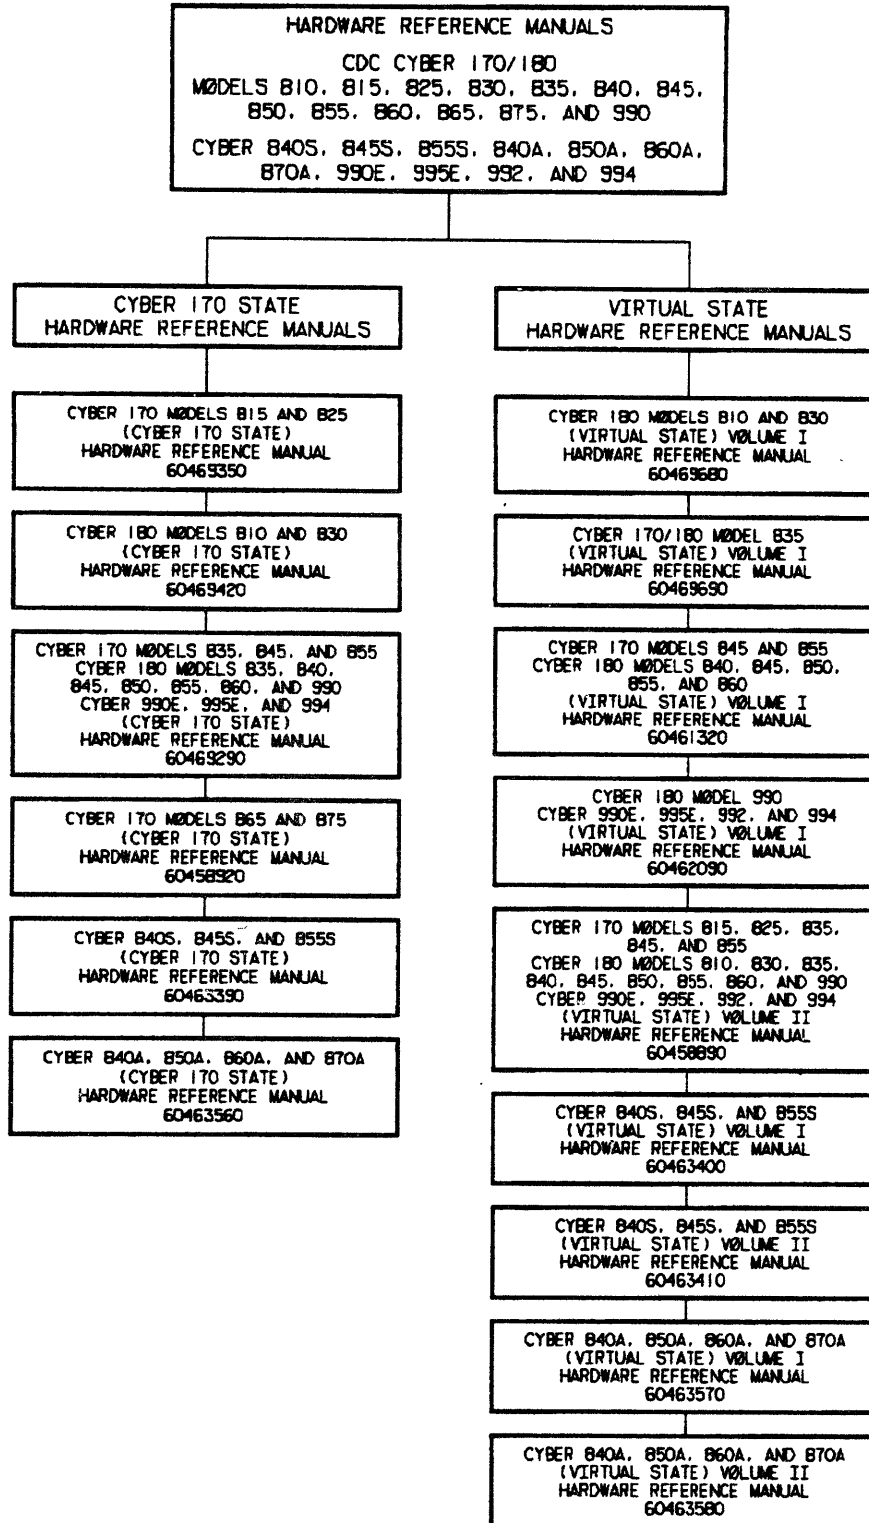 HARDWARE REFERENCE MANUALS
CDC CYBER 170/180
MØDELS 810, 815, 825, 830, 835, 840, 845,
850, 855, 860, 865, 875, AND 990
CYBER 840S, 845S, 855S, 840A, 850A, 860A,
870A, 990E, 995E, 992, AND 994
CYBER 170 STATE
HARDWARE REFERENCE MANUALS
CYBER 170 MØDELS 815 AND 825
(CYBER 170 STATE)
HARDWARE REFERENCE MANUAL
60469350
CYBER 180 MØDELS 810 AND 830
(CYBER 170 STATE)
HARDWARE REFERENCE MANUAL
60469420
CYBER 170 MØDELS 835, 845, AND 855
CYBER 180 MØDELS 835, 840,
845, 850, 855, 860, AND 990
CYBER 990E, 995E, AND 994
(CYBER 170 STATE)
HARDWARE REFERENCE MANUAL
60469290
CYBER 170 MØDELS 865 AND 875
(CYBER 170 STATE)
HARDWARE REFERENCE MANUAL
60458920
CYBER 840S, 845S, AND 855S
(CYBER 170 STATE)
HARDWARE REFERENCE MANUAL
60463390
CYBER 840A, 850A, 860A, AND 870A
(CYBER 170 STATE)
HARDWARE REFERENCE MANUAL
60463560
VIRTUAL STATE
HARDWARE REFERENCE MANUALS
CYBER 180 MØDELS 810 AND 830
(VIRTUAL STATE) VØLUME I
HARDWARE REFERENCE MANUAL
60469680
CYBER 170/180 MØDEL 835
(VIRTUAL STATE) VØLUME I
HARDWARE REFERENCE MANUAL
60469690
CYBER 170 MØDELS 845 AND 855
CYBER 180 MØDELS 840, 845, 850,
855, AND 860
(VIRTUAL STATE) VØLUME I
HARDWARE REFERENCE MANUAL
60461320
CYBER 180 MØDEL 990
CYBER 990E, 995E, 992, AND 994
(VIRTUAL STATE) VØLUME I
HARDWARE REFERENCE MANUAL
60462090
CYBER 170 MØDELS 815, 825, 835,
845, AND 855
CYBER 180 MØDELS 810, 830, 835,
840, 845, 850, 855, 860, AND 990
CYBER 990E, 995E, 992, AND 994
(VIRTUAL STATE) VØLUME II
HARDWARE REFERENCE MANUAL
60458890
CYBER 840S, 845S, AND 855S
(VIRTUAL STATE) VØLUME I
HARDWARE REFERENCE MANUAL
60463400
CYBER 840S, 845S, AND 855S
(VIRTUAL STATE) VØLUME II
HARDWARE REFERENCE MANUAL
60463410
CYBER 840A, 850A, 860A, AND 870A
(VIRTUAL STATE) VØLUME I
HARDWARE REFERENCE MANUAL
60463570
CYBER 840A, 850A, 860A, AND 870A
(VIRTUAL STATE) VØLUME II
HARDWARE REFERENCE MANUAL
60463580